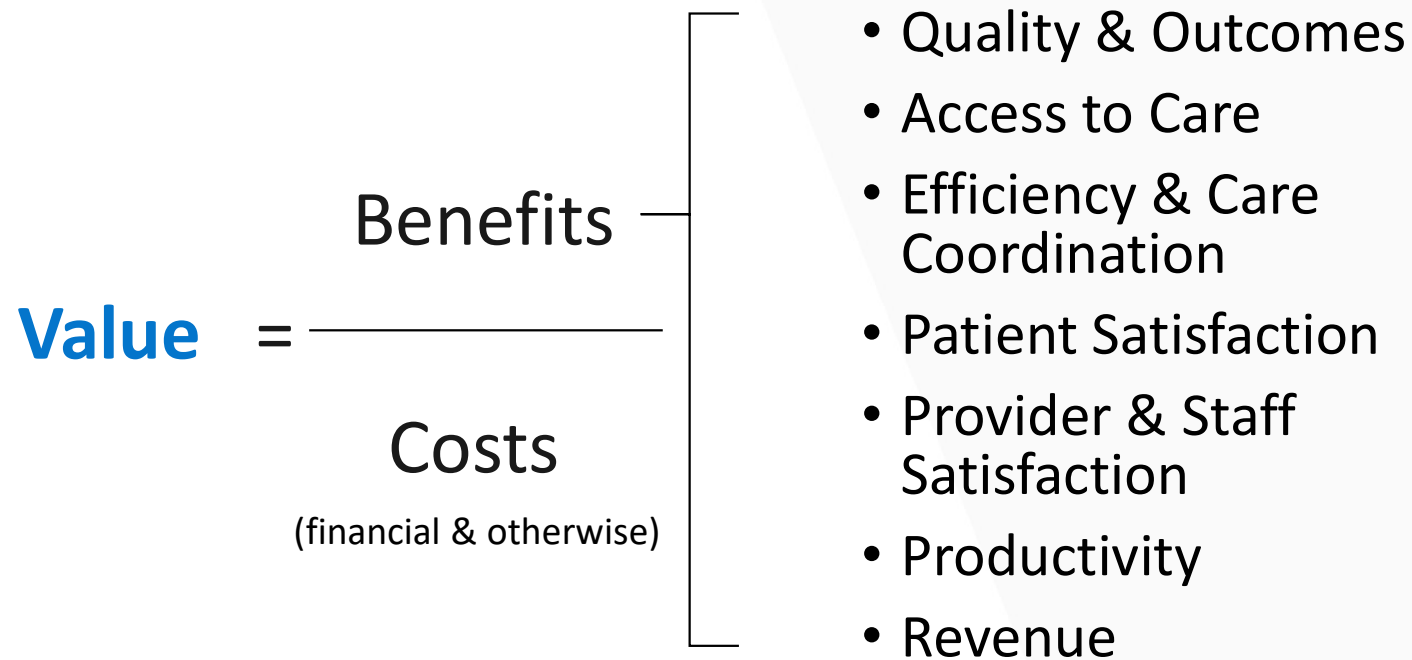 Value = Benefits
Costs
(financial & otherwise)
• Quality & Outcomes
• Access to Care
• Efficiency & Care
Coordination
• Patient Satisfaction
• Provider & Staff
Satisfaction
• Productivity
• Revenue